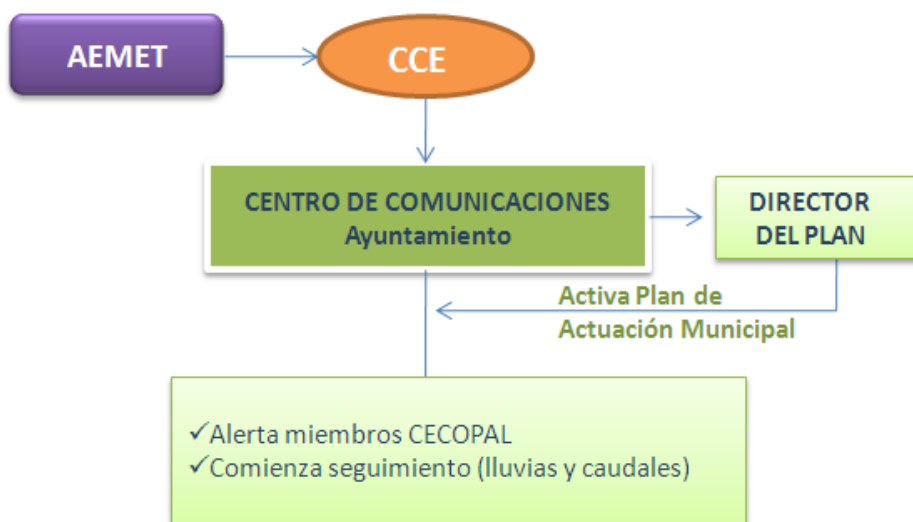 AEMET
CCE
CENTRO DE COMUNICACIONES
Ayuntamiento
DIRECTOR
DEL PLAN
Activa Plan de
Actuación Municipal
✓Alerta miembros CECOPAL
✓Comienza seguimiento (lluvias y caudales)